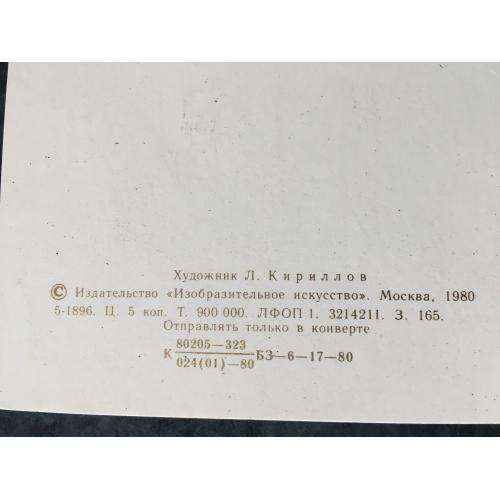 Художник Л. Кириллов
© Издательство «Изобразительное искусство». Москва, 1980
5-1896. Ц. 5 коп. Т. 900 000. ЛФОП 1. 3214211. З. 165.
Отправлять только в конверте
80205—323
К БЗ—6—17—80
024(01)—80